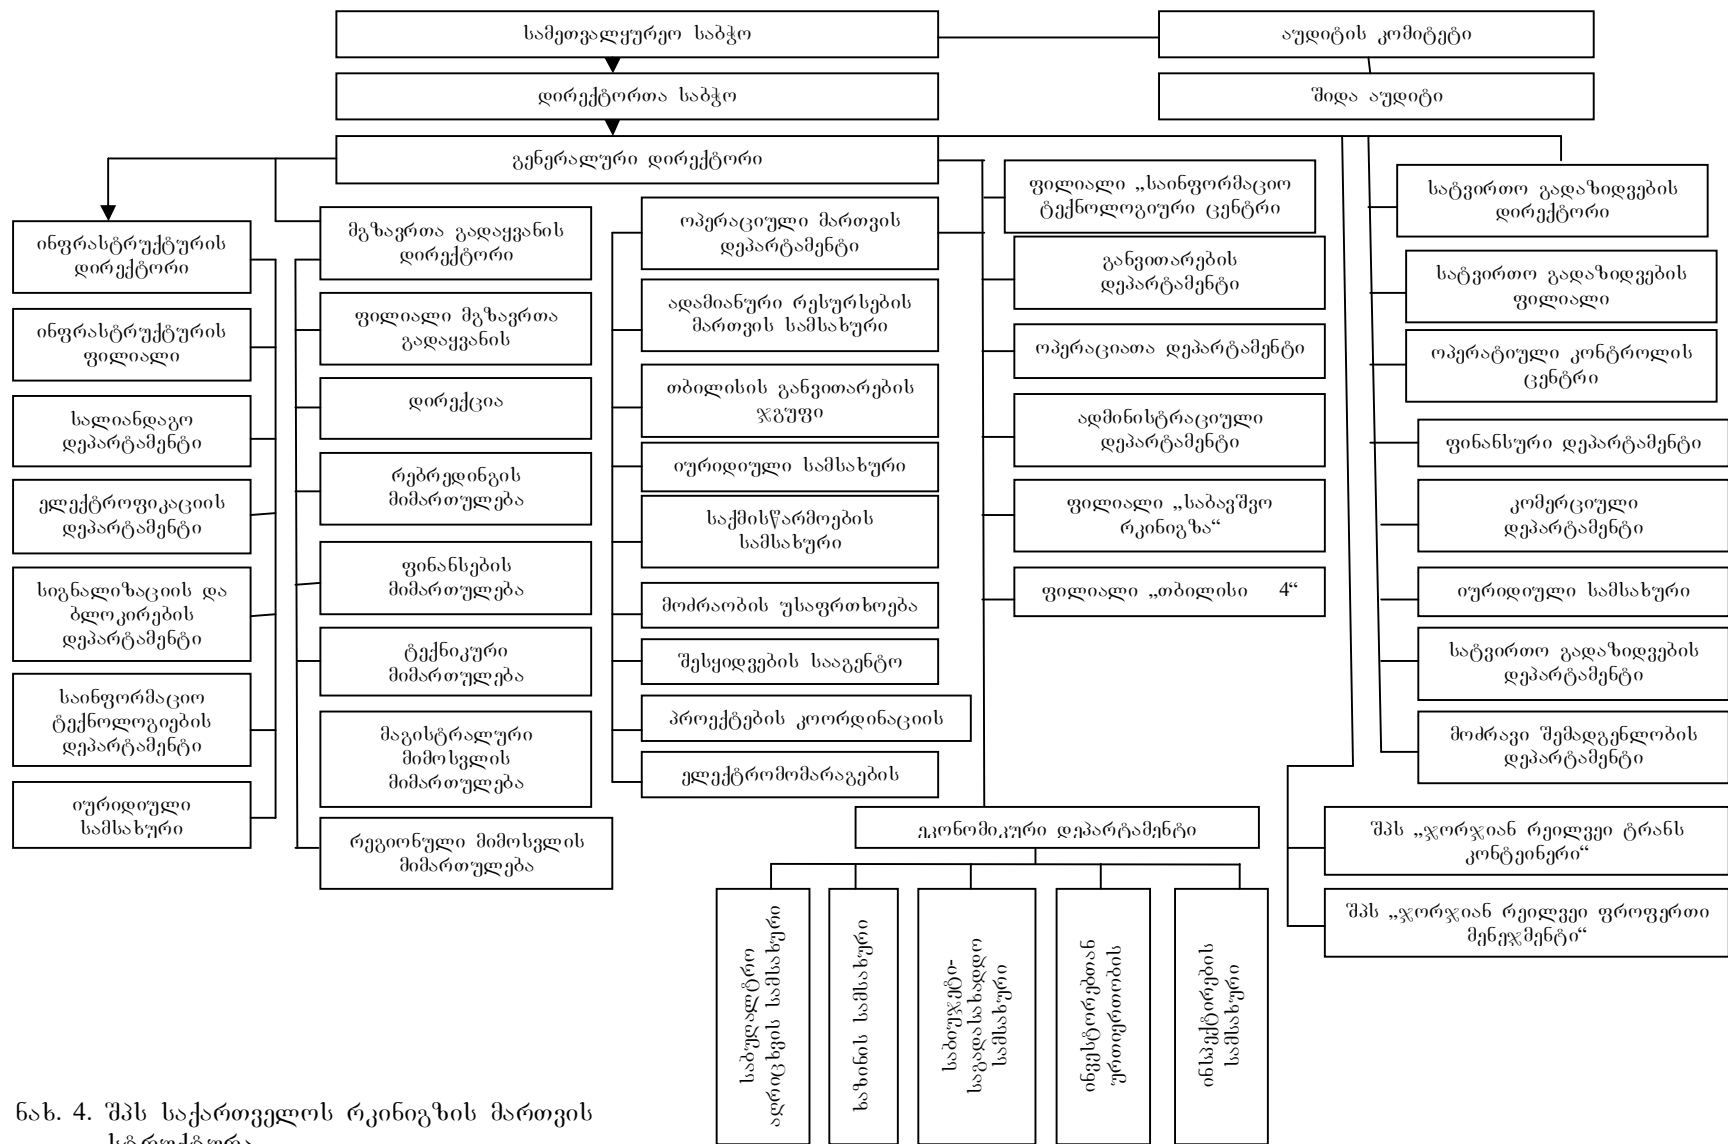 სამეთვალყურეო საბჭო
აუდიტის კომიტეტი
დირექტორთა საბჭო
შიდა აუდიტი
გენერალური დირექტორი
ინფრასტრუქტურის
დირექტორი
ინფრასტრუქტურის
ფილიალი
სალიანდაგო
დეპარტამენტი
ელექტროფიკაციის
დეპარტამენტი
სიგნალიზაციის და
ბლოკირების
დეპარტამენტი
საინფორმაციო
ტექნოლოგიების
დეპარტამენტი
იურიდიული
სამსახური
მგზავრთა გადაყვანის
დირექტორი
ფილიალი მგზავრთა
გადაყვანის
დირექცია
რებრედინგის
მიმართულება
ფინანსების
მიმართულება
ტექნიკური
მიმართულება
მაგისტრალური
მიმოსვლის
მიმართულება
რეგიონული მიმოსვლის
მიმართულება
ოპერაციული მართვის
დეპარტამენტი
ადამიანური რესურსების
მართვის სამსახური
თბილისის განვითარების
ჯგუფი
იურიდიული სამსახური
საქმისწარმოების
სამსახური
მოძრაობის უსაფრთხოება
შესყიდვების სააგენტო
პროექტების კოორდინაციის
ელექტრომომარაგების
ფილიალი „საინფორმაციო
ტექნოლოგიური ცენტრი
განვითარების
დეპარტამენტი
ოპერაციათა დეპარტამენტი
ადმინისტრაციული
დეპარტამენტი
ფილიალი „საბავშვო
რკინიგზა“
ფილიალი „თბილისი 4“
სატვირთო გადაზიდვების
დირექტორი
სატვირთო გადაზიდვების
ფილიალი
ოპერატიული კონტროლის
ცენტრი
ფინანსური დეპარტამენტი
კომერციული
დეპარტამენტი
იურიდიული სამსახური
სატვირთო გადაზიდვების
დეპარტამენტი
მოძრავი შემადგენლობის
დეპარტამენტი
შპს „ჯორჯიან რეილვეი ტრანს
კონტეინერი“
შპს „ჯორჯიან რეილვეი ფროფერთი
მენეჯმენტი“
ეკონომიკური დეპარტამენტი
საბუღალტრო
აღრიცხვის სამსახური
ხაზინის სამსახური
საბიუჯეტი-
საგადასახადო
სამსახური
ინვესტორებთან
ურთიერთობის
ინსპექტირების
სამსახური
ნახ. 4. შპს საქართველოს რკინიგზის მართვის
სტრუქტურა